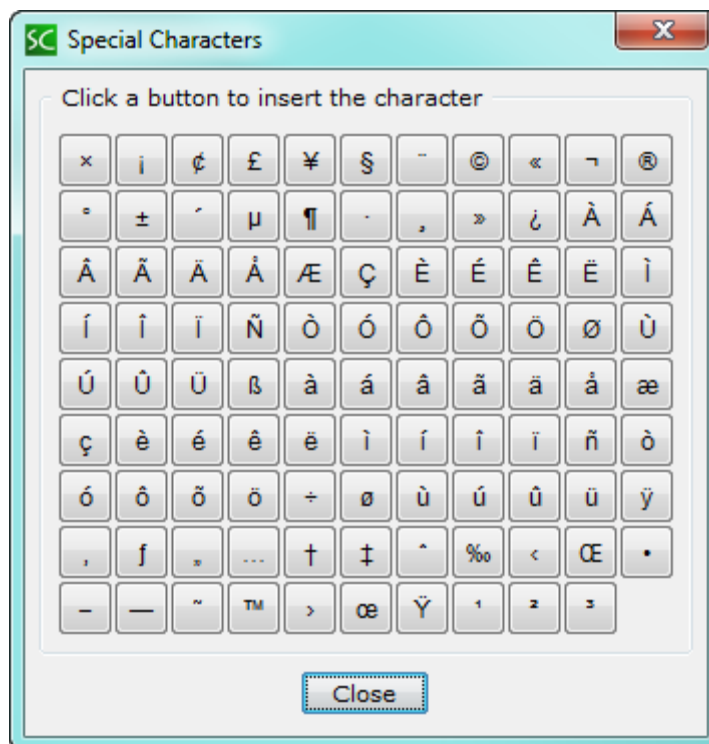 SC Special Characters
Click a button to insert the character
× ¡ ¢ £ ¥ § ¨ © « ¬ ®
° ± ´ µ ¶ · ¸ » ¿ À Á
Â Ã Ä Å Æ Ç È É Ê Ë Ì
Í Î Ï Ñ Ò Ó Ô Õ Ö Ø Ù
Ú Û Ü ß à á â ã ä å æ
ç è é ê ë ì í î ï ñ ò
ó ô õ ö ÷ ø ù ú û ü ÿ
‚ ƒ „ … † ‡ ˆ ‰ ‹ Œ •
– — ˜ ™ › œ Ÿ ¹ ² ³
Close